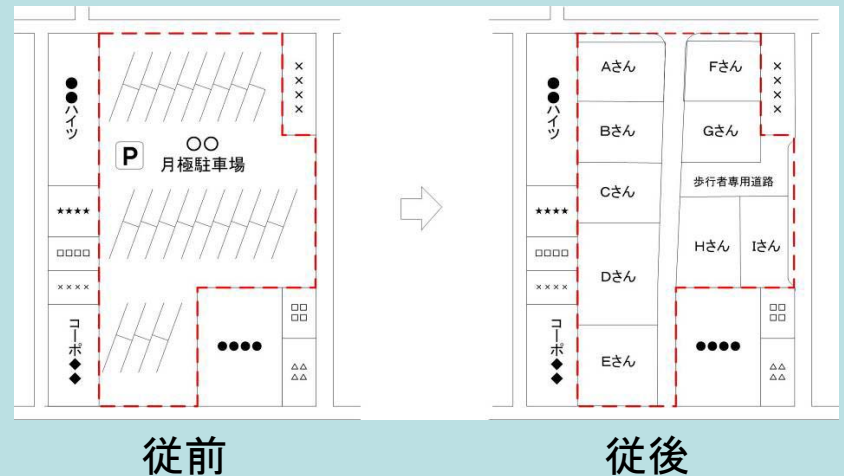 ●●ハイツ
××××
P
○○
月極駐車場
★★★★
□□□□
××××
コーポ◆◆
●●●●
□□
□□
△△
△△
従前
●●ハイツ
Aさん
Fさん
××××
Bさん
Gさん
Cさん
歩行者専用道路
★★★★
□□□□
××××
Hさん
Iさん
Dさん
コーポ◆◆
Eさん
●●●●
□□
□□
△△
△△
従後